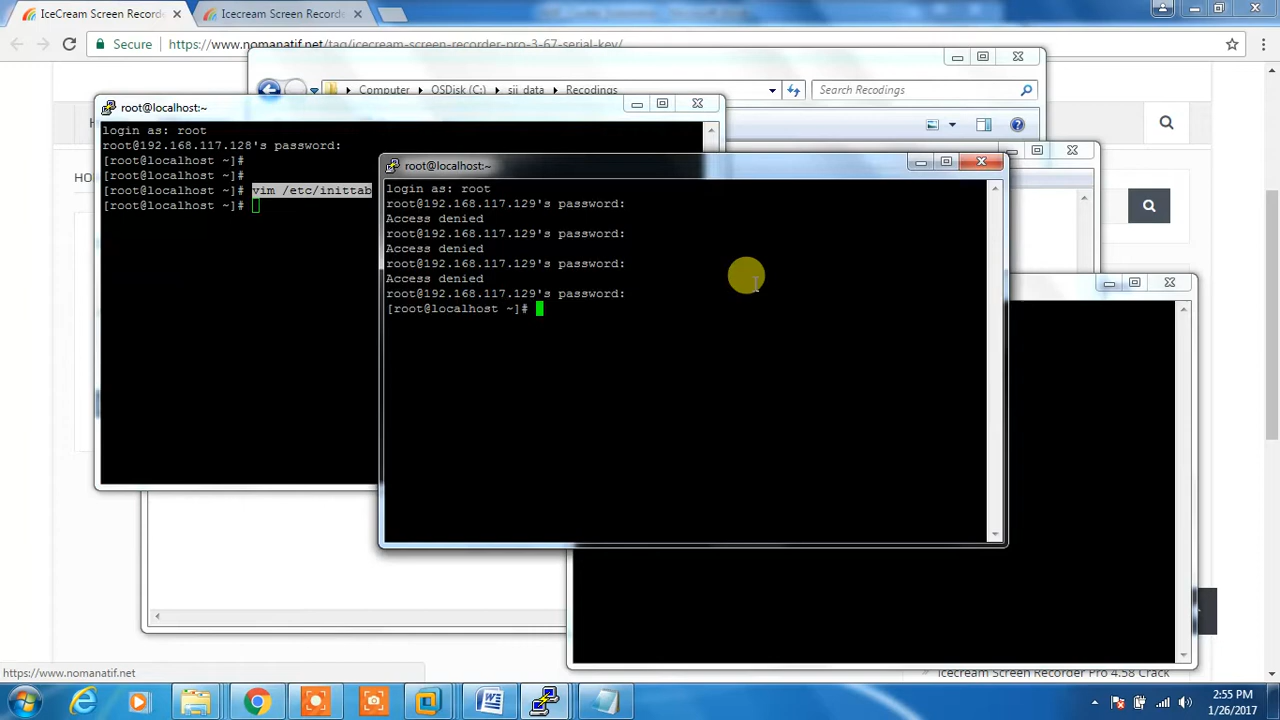 IceCream Screen Record
Icecream Screen Record
Secure
https://www.nomanatif.net/tag/icecream-screen-recorder-pro-3-67-serial-key/
Computer
OSDisk (C:)
sii_data
Recodings
Search Recodings
root@localhost:~
login as: root
root@192.168.117.128's password:
[root@localhost ~]#
[root@localhost ~]#
[root@localhost ~]# vim /etc/inittab
[root@localhost ~]#
root@localhost:~
login as: root
root@192.168.117.129's password:
Access denied
root@192.168.117.129's password:
Access denied
root@192.168.117.129's password:
Access denied
root@192.168.117.129's password:
[root@localhost ~]#
https://www.nomanatif.net
Icecream Screen Recorder Pro 4.58 Crack
2:55 PM
1/26/2017